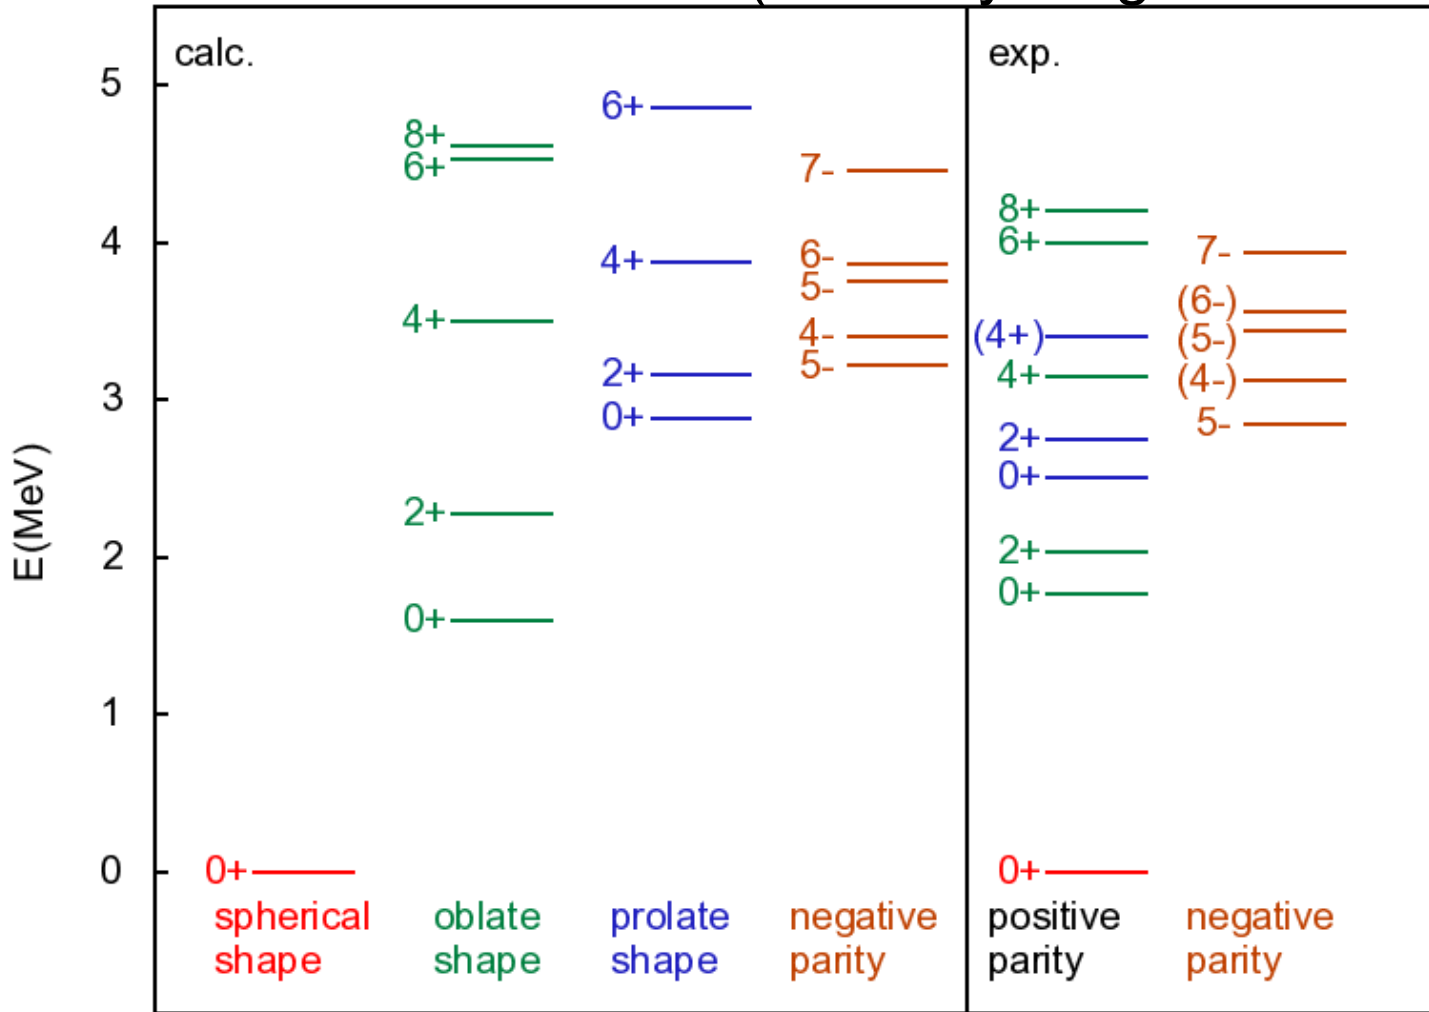 calc.
exp.
5
4
3
2
1
0
E(MeV)
0+
8+
6+
4+
2+
0+
6+
4+
2+
0+
7-
6-
5-
4-
5-
8+
6+
(4+)
4+
2+
0+
2+
0+
0+
7-
(6-)
(5-)
(4-)
5-
spherical
shape
oblate
shape
prolate
shape
negative
parity
positive
parity
negative
parity